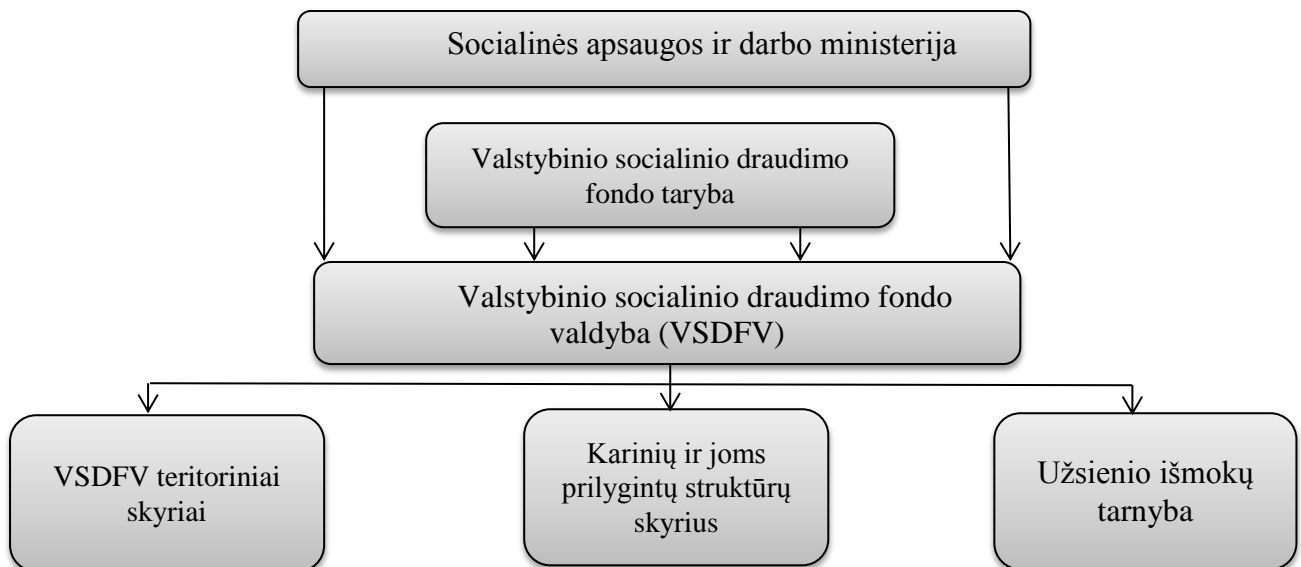 Socialinės apsaugos ir darbo ministerija
Valstybinio socialinio draudimo
fondo taryba
Valstybinio socialinio draudimo fondo
valdyba (VSDFV)
VSDFV teritoriniai
skyriai
Karinių ir joms
prilygintų struktūrų
skyrius
Užsienio išmokų
tarnyba